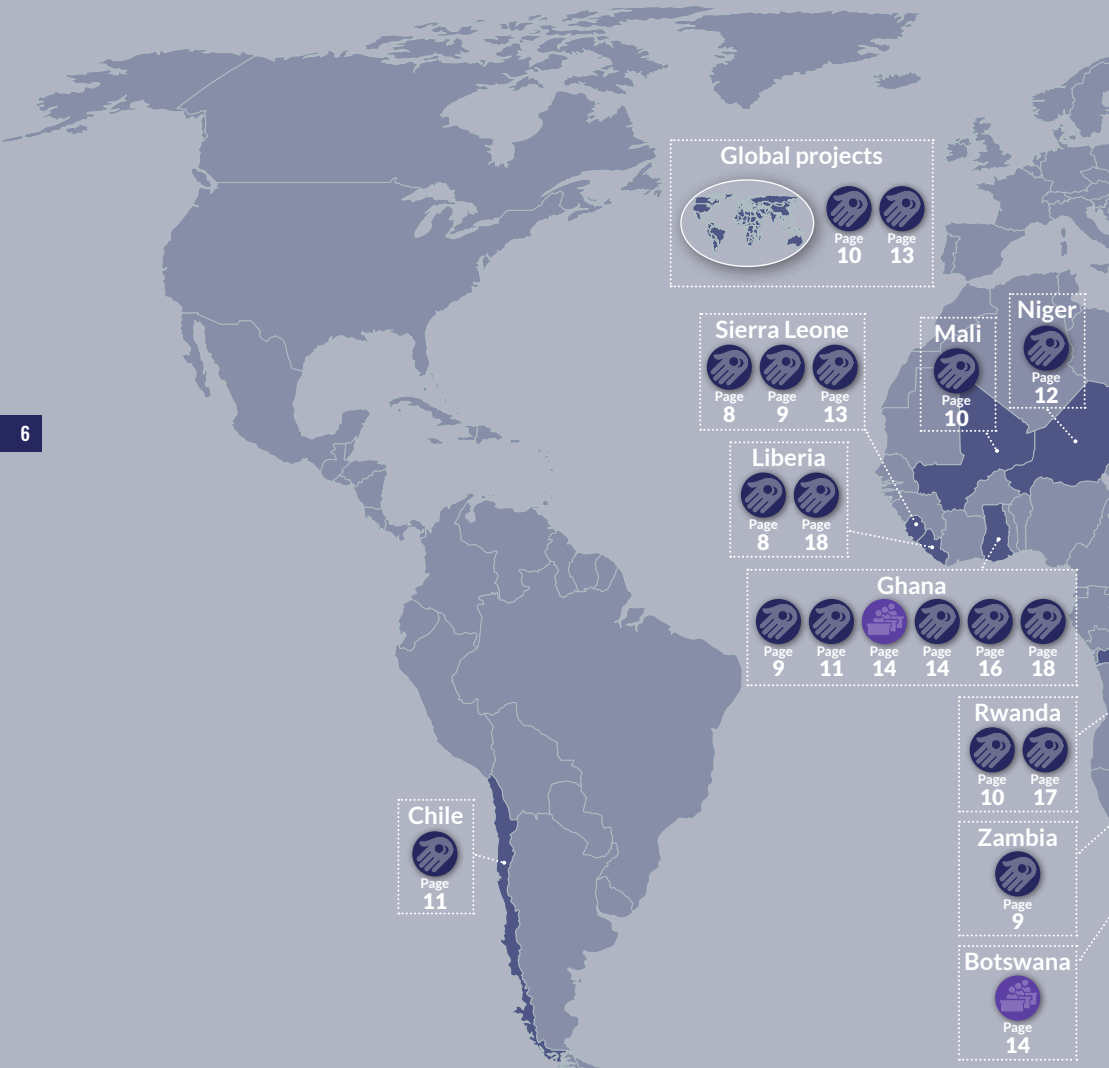 Global projects
Page Page
10 13
Niger
Page
12
Mali
Page
10
Sierra Leone
Page Page Page
8 9 13
6
Liberia
Page Page
8 18
Ghana
Page Page Page Page Page Page
9 11 14 14 16 18
Rwanda
Page Page
10 17
Chile
Page
11
Zambia
Page
9
Botswana
Page
14